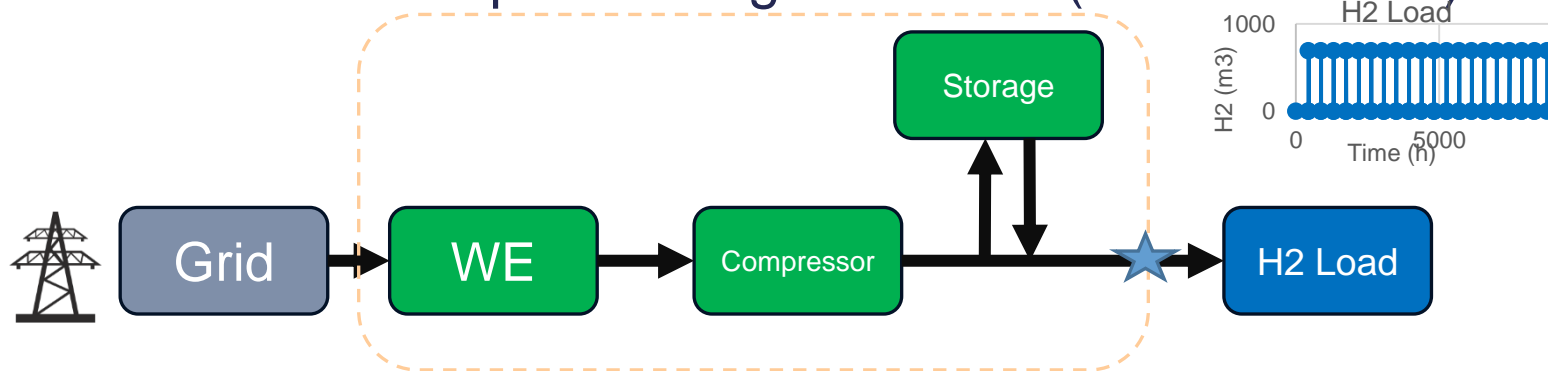 H2 Load
1000
H2 (m3)
0
0
5000
Time (h)
Storage
Grid
WE
Compressor
H2 Load